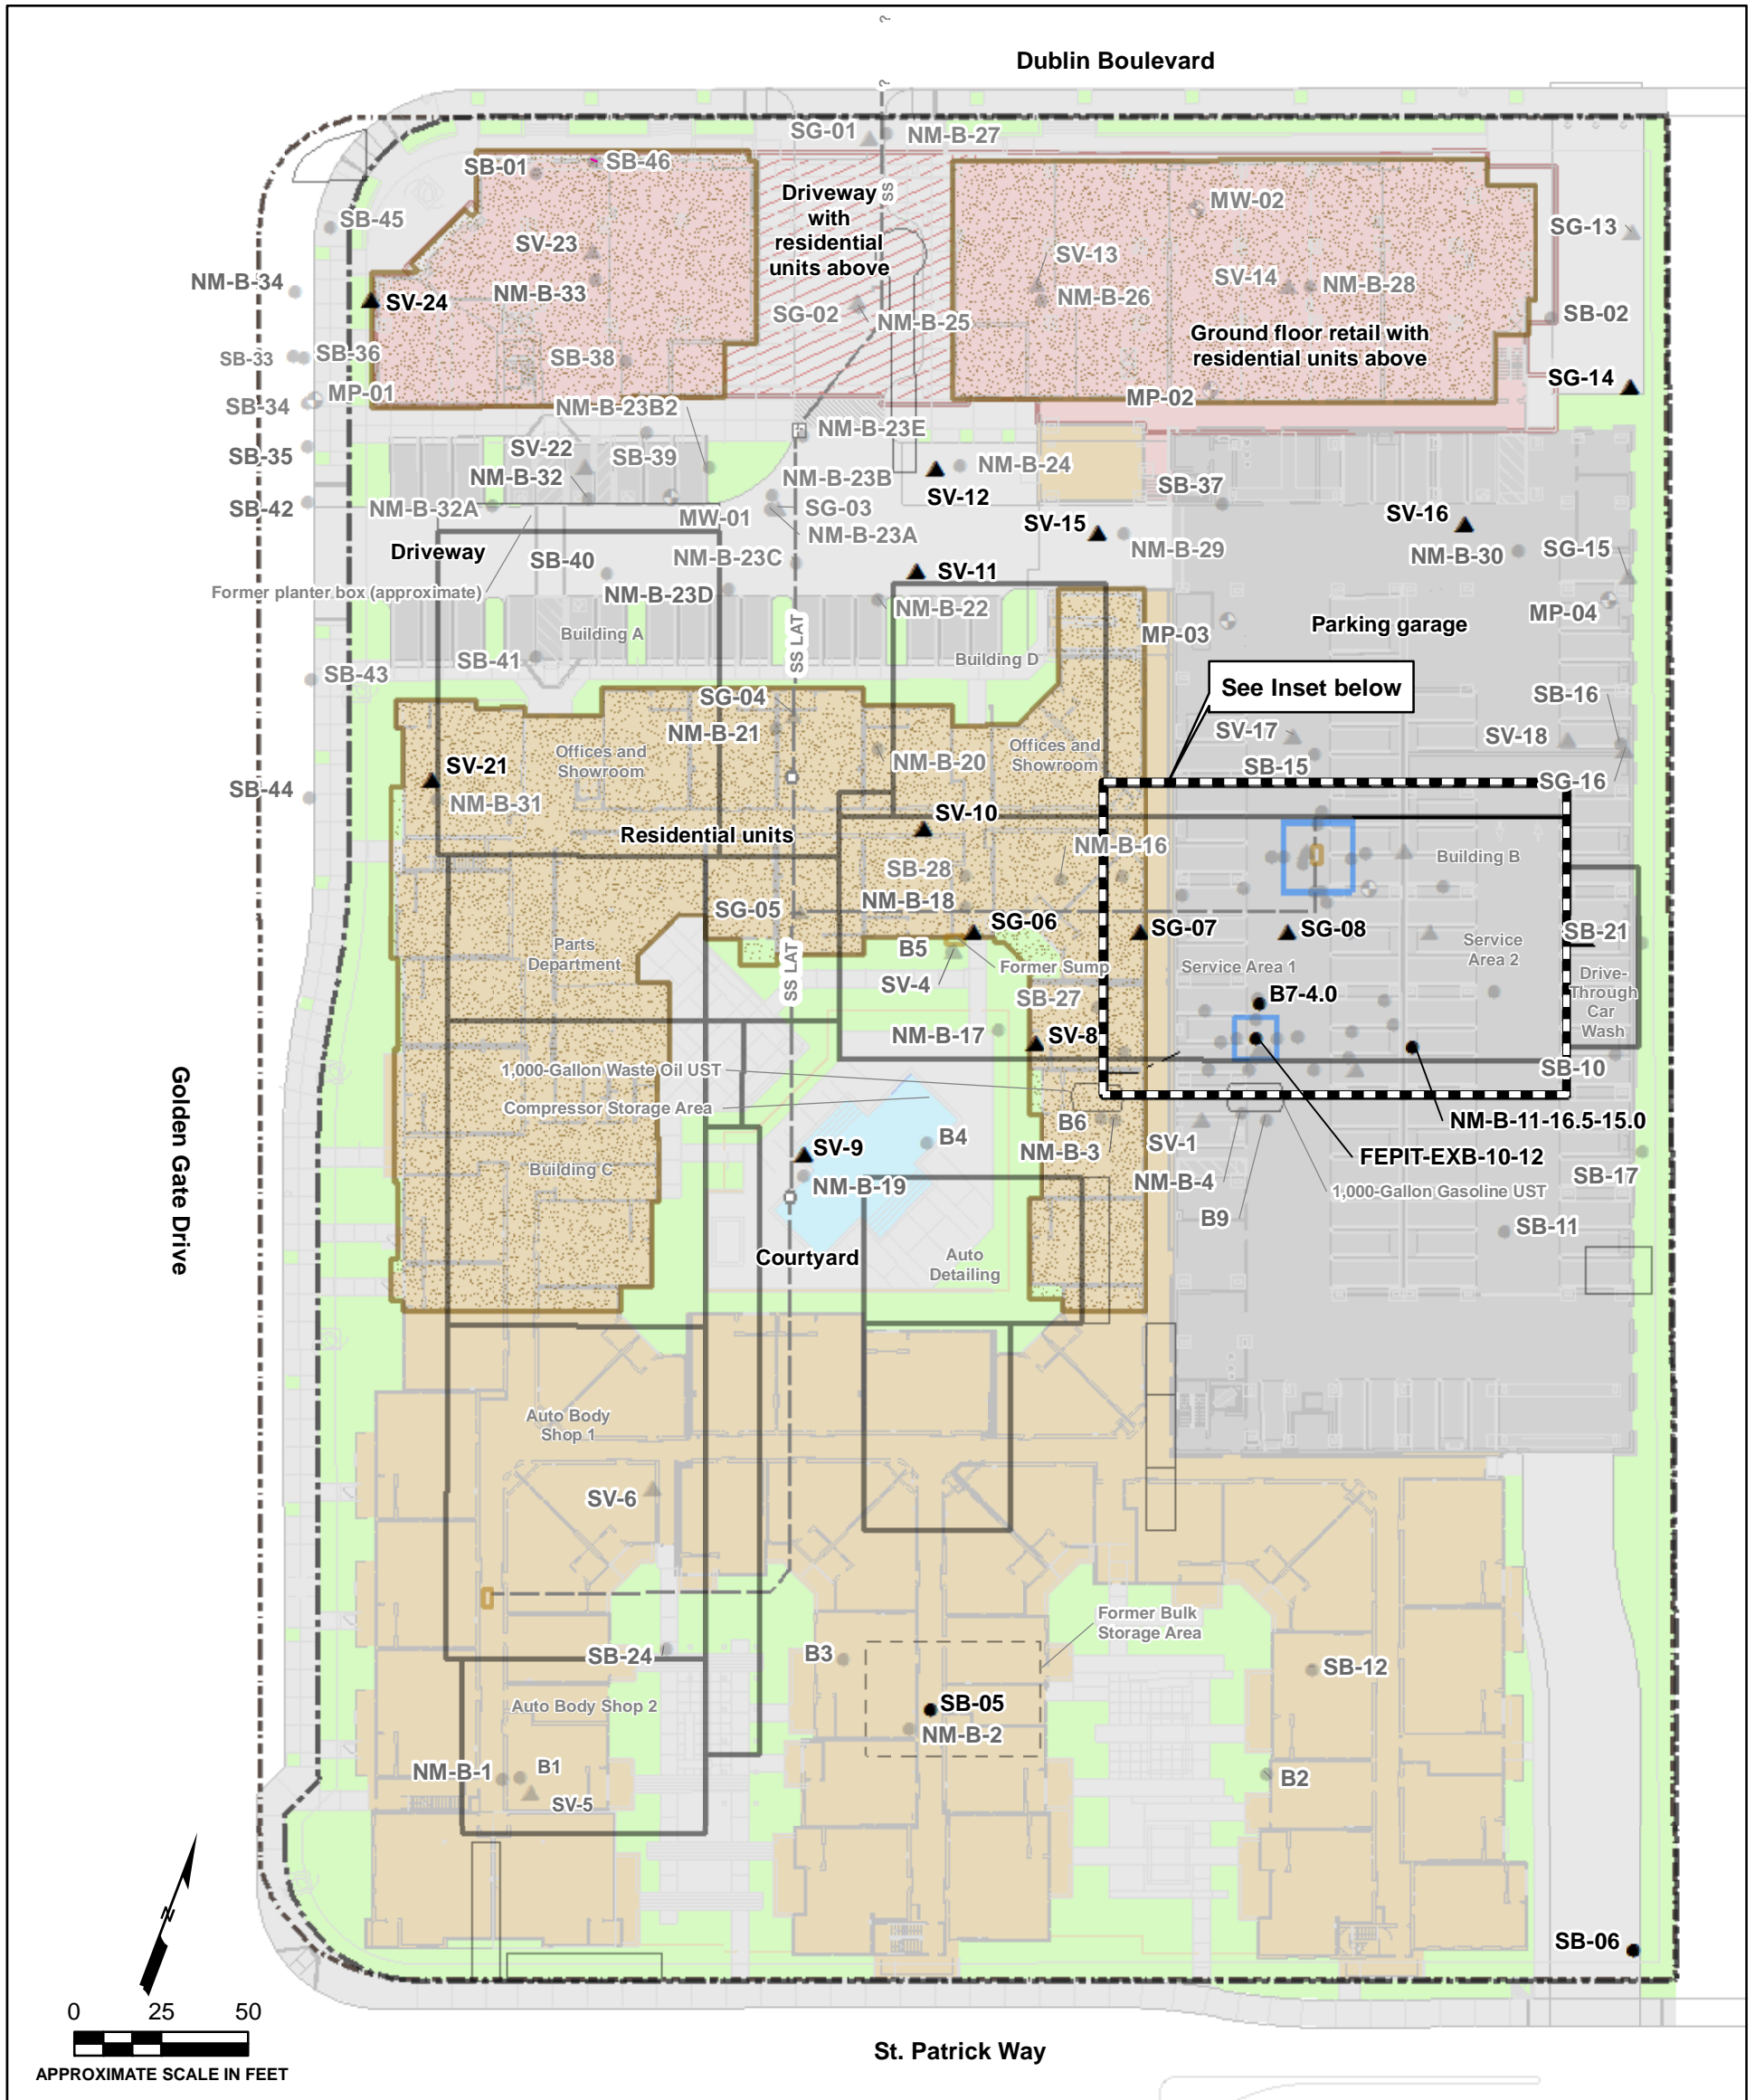 ?
Dublin Boulevard
?
SG-01
NM-B-27
SB-01
SB-46
Driveway
with
residential
units above
SS
MW-02
SB-45
SV-23
SV-13
SV-14
SG-13
NM-B-34
NM-B-33
SV-24
SG-02
NM-B-25
NM-B-26
NM-B-28
SB-02
Ground floor retail with
residential units above
SB-33
SB-36
SB-38
SG-14
MP-01
SB-34
NM-B-23B2
MP-02
NM-B-23E
SB-35
SV-22
SB-39
NM-B-32
NM-B-24
NM-B-23B
SV-12
SB-37
SB-42
NM-B-32A
MW-01
SG-03
NM-B-23A
SV-15
SV-16
NM-B-29
NM-B-30
SG-15
Driveway
SB-40
NM-B-23C
SV-11
Former planter box (approximate)
NM-B-23D
NM-B-22
MP-04
Building A
SS LAT
MP-03
Parking garage
SB-41
Building D
SB-43
See Inset below
SG-04
SB-16
NM-B-21
SV-17
SV-18
Offices and
Showroom
NM-B-20
Offices and
Showroom
SB-15
SV-21
SG-16
SB-44
NM-B-31
SV-10
Residential units
NM-B-16
Building B
SB-28
NM-B-18
SG-05
SG-06
SG-07
SG-08
SB-21
Parts
Department
B5
Former Sump
Service Area 1
Service
Area 2
SS LAT
SV-4
SB-27
B7-4.0
Drive-
Through
Car
Wash
NM-B-17
SV-8
1,000-Gallon Waste Oil UST
SB-10
Golden Gate Drive
Compressor Storage Area
B6
NM-B-11-16.5-15.0
B4
SV-9
NM-B-3
SV-1
FEPIT-EXB-10-12
Building C
NM-B-19
NM-B-4
SB-17
1,000-Gallon Gasoline UST
B9
SB-11
Courtyard
Auto
Detailing
Auto Body
Shop 1
SV-6
Former Bulk
Storage Area
SB-24
B3
SB-12
Auto Body Shop 2
SB-05
NM-B-2
NM-B-1
B1
B2
SV-5
N
SB-06
0 25 50
APPROXIMATE SCALE IN FEET
St. Patrick Way